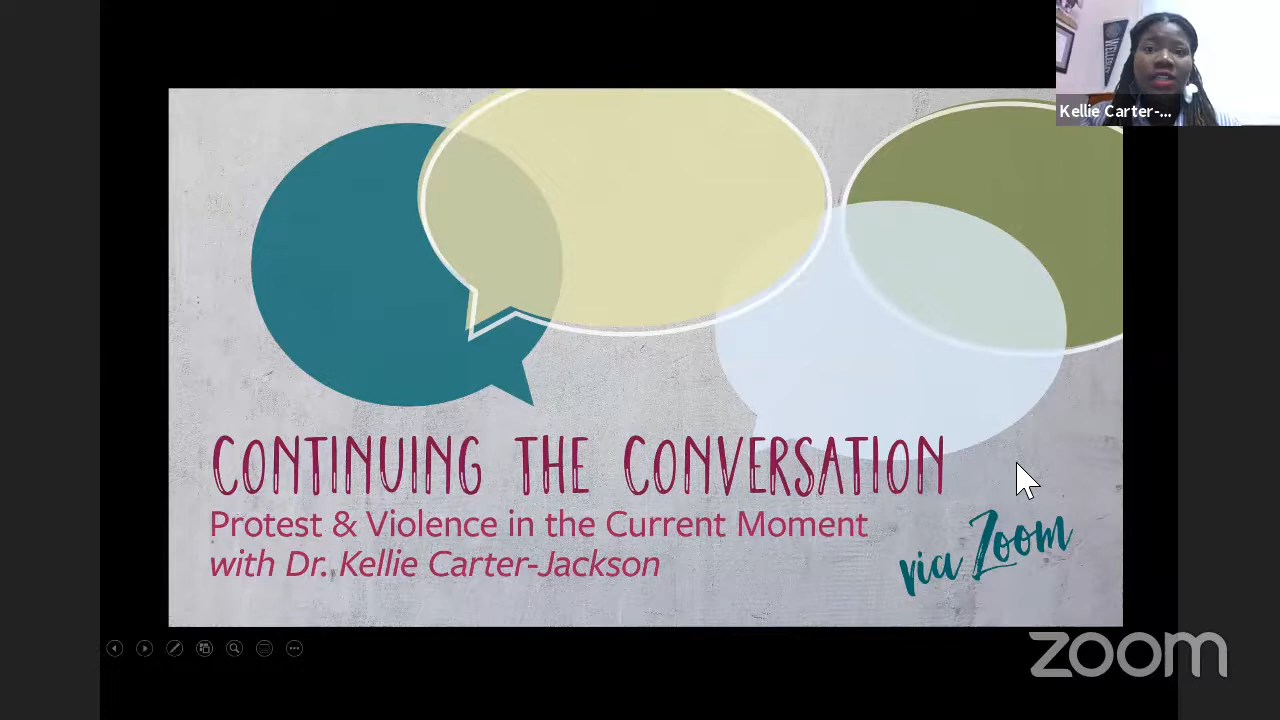 Kellie Carter-...
CONTINUING THE CONVERSATION
Protest & Violence in the Current Moment
with Dr. Kellie Carter-Jackson
via Zoom
zoom